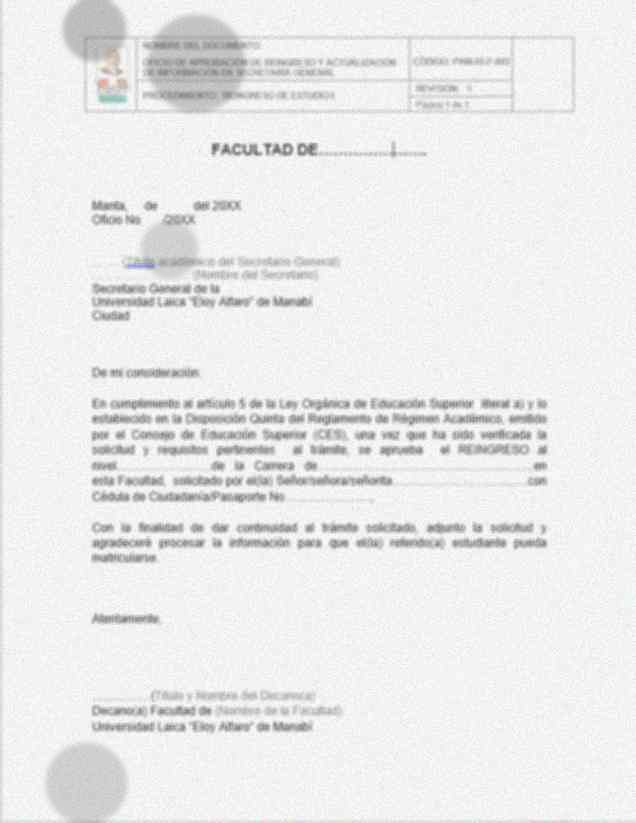 NOMBRE DEL DOCUMENTO:
OFICIO DE APROBACIÓN DE REINGRESO Y ACTUALIZACIÓN
DE INFORMACIÓN DE SECRETARÍA GENERAL
CÓDIGO:
PROCEDIMIENTO: REINGRESO DE ESTUDIOS
REVISIÓN: 1
Página 1 de 1
FACULTAD DE......................
Manta, de del 20XX
Oficio No /20XX
(Título académico del Secretario General)
(Nombre del Secretario)
Secretario General de la
Universidad Laica "Eloy Alfaro" de Manabí
Ciudad
De mi consideración:
En cumplimiento al artículo 5 de la Ley Orgánica de Educación Superior literal a) y lo
establecido en la Disposición Quinta del Reglamento de Régimen Académico, emitido
por el Consejo de Educación Superior (CES), una vez que ha sido verificada la
solicitud y requisitos pertinentes al trámite, se aprueba el REINGRESO al
nivel..........................de la Carrera de..........................................................en
esta Facultad, solicitado por el(la) Señor/señora/señorita.....................................con
Cédula de Ciudadanía/Pasaporte No........................,
Con la finalidad de dar continuidad al trámite solicitado, adjunto la solicitud y
agradeceré procesar la información para que el(la) referido(a) estudiante pueda
matricularse.
Atentamente,
................(Título y Nombre del Decano(a)
Decano(a) Facultad de (Nombre de la Facultad)
Universidad Laica "Eloy Alfaro" de Manabí